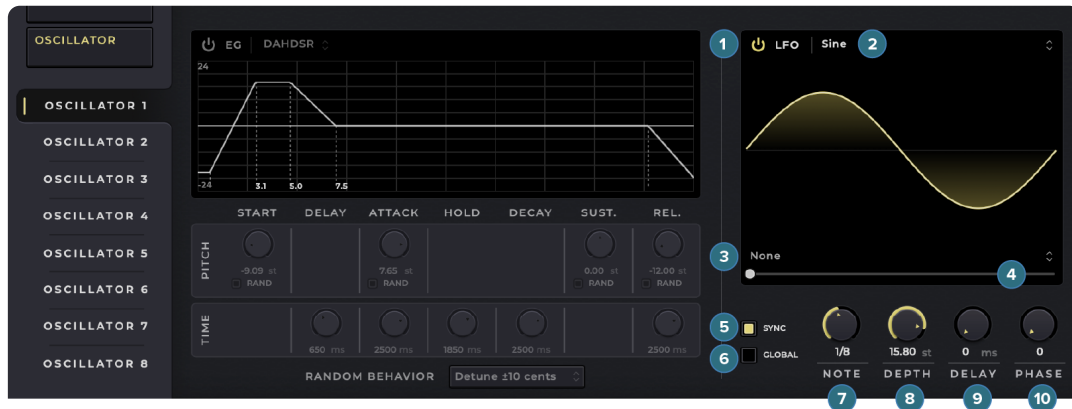 OSCILLATOR
OSCILLATOR 1
OSCILLATOR 2
OSCILLATOR 3
OSCILLATOR 4
OSCILLATOR 5
OSCILLATOR 6
OSCILLATOR 7
OSCILLATOR 8
EG DAHDSR
24
-24 3.1 5.0 7.5
START DELAY ATTACK HOLD DECAY SUST. REL.
PITCH
-9.09 st 7.65 st 0.00 st -12.00 st
RAND RAND RAND RAND
TIME
650 ms 2500 ms 1850 ms 2500 ms 2500 ms
RANDOM BEHAVIOR Detune ±10 cents
1 LFO Sine 2
3 None
4
5 SYNC
6 GLOBAL
1/8 15.80 st 0 ms 0
NOTE DEPTH DELAY PHASE
7 8 9 10